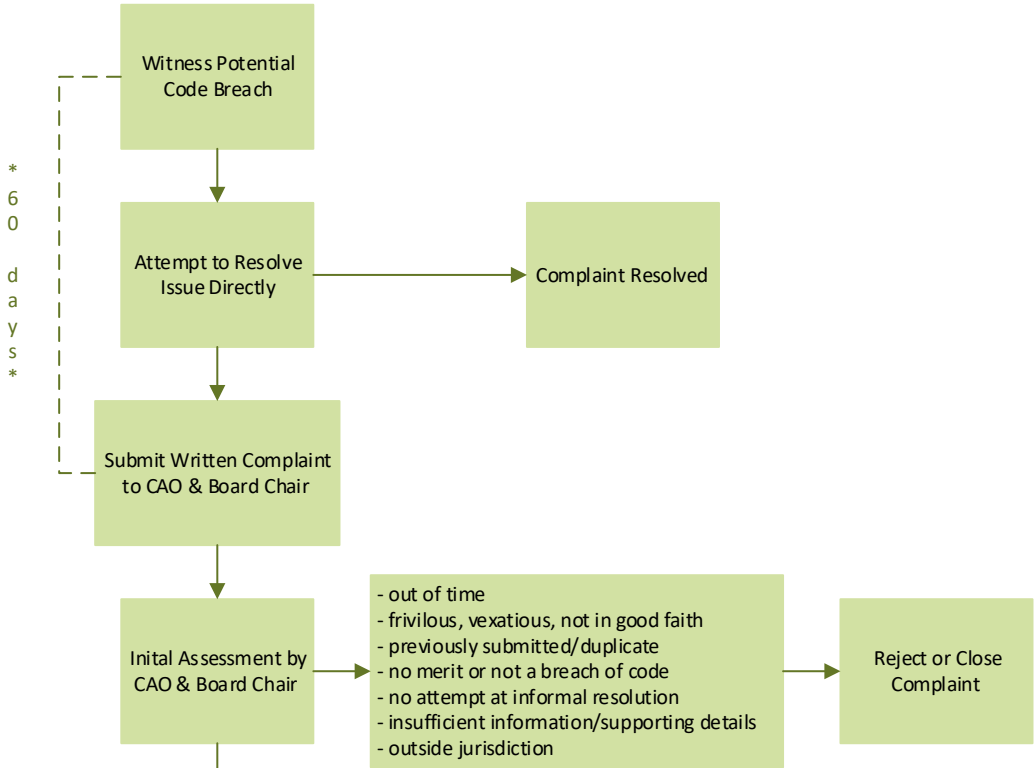 Witness Potential
Code Breach
* 60 days*
Attempt to Resolve
Issue Directly
Complaint Resolved
Submit Written Complaint
to CAO & Board Chair
Inital Assessment by
CAO & Board Chair
- out of time
- frivilous, vexatious, not in good faith
- previously submitted/duplicate
- no merit or not a breach of code
- no attempt at informal resolution
- insufficient information/supporting details
- outside jurisdiction
Reject or Close
Complaint